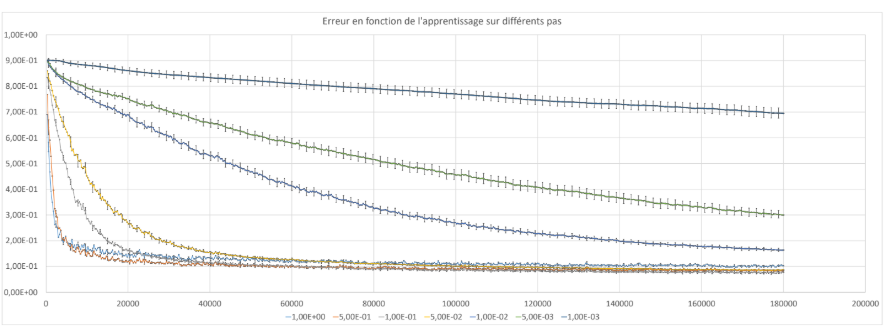 Erreur en fonction de l'apprentissage sur différents pas
1,00E+00
9,00E-01
8,00E-01
7,00E-01
6,00E-01
5,00E-01
4,00E-01
3,00E-01
2,00E-01
1,00E-01
0,00E+00
0 20000 40000 60000 80000 100000 120000 140000 160000 180000 200000
1,00E+00 5,00E-01 1,00E-01 5,00E-02 1,00E-02 5,00E-03 1,00E-03